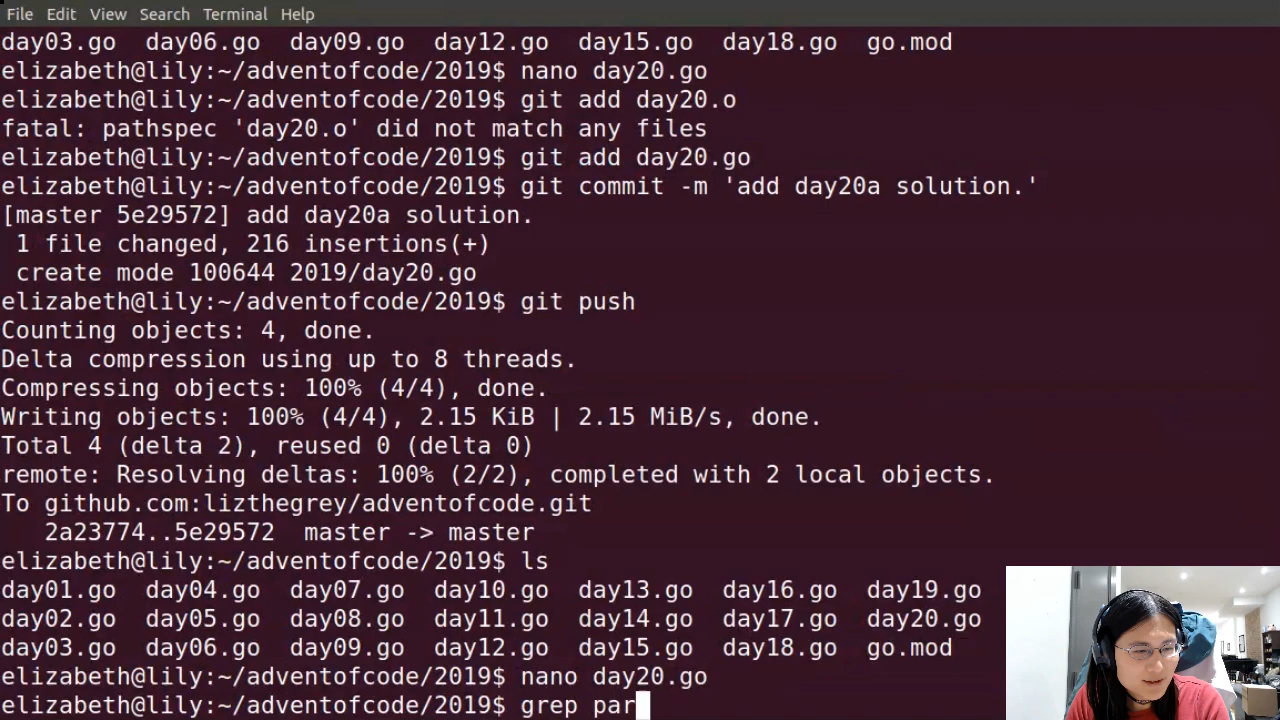 File Edit View Search Terminal Help
day03.go day06.go day09.go day12.go day15.go day18.go go.mod
elizabeth@lily:~/adventofcode/2019$ nano day20.go
elizabeth@lily:~/adventofcode/2019$ git add day20.o
fatal: pathspec 'day20.o' did not match any files
elizabeth@lily:~/adventofcode/2019$ git add day20.go
elizabeth@lily:~/adventofcode/2019$ git commit -m 'add day20a solution.'
[master 5e29572] add day20a solution.
1 file changed, 216 insertions(+)
create mode 100644 2019/day20.go
elizabeth@lily:~/adventofcode/2019$ git push
Counting objects: 4, done.
Delta compression using up to 8 threads.
Compressing objects: 100% (4/4), done.
Writing objects: 100% (4/4), 2.15 KiB | 2.15 MiB/s, done.
Total 4 (delta 2), reused 0 (delta 0)
remote: Resolving deltas: 100% (2/2), completed with 2 local objects.
To github.com:lizthegrey/adventofcode.git
2a23774..5e29572 master -> master
elizabeth@lily:~/adventofcode/2019$ ls
day01.go day04.go day07.go day10.go day13.go day16.go day19.go
day02.go day05.go day08.go day11.go day14.go day17.go day20.go
day03.go day06.go day09.go day12.go day15.go day18.go go.mod
elizabeth@lily:~/adventofcode/2019$ nano day20.go
elizabeth@lily:~/adventofcode/2019$ grep par